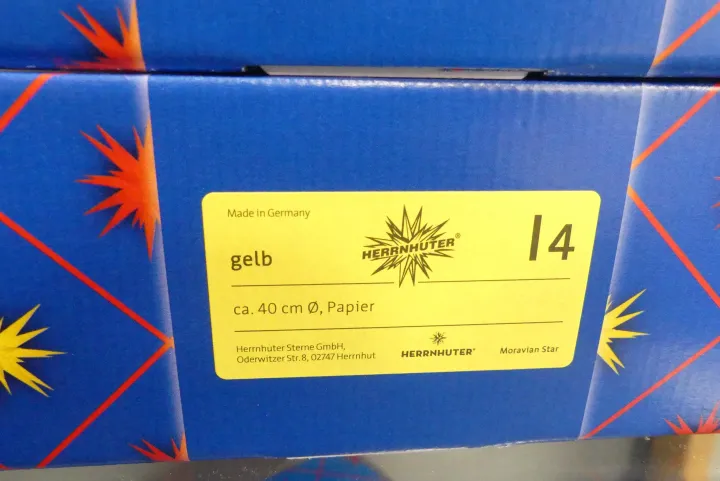 Made in Germany
HERRNHUTER®
I4
gelb
ca. 40 cm Ø, Papier
Herrnhuter Sterne GmbH,
Oderwitzer Str. 8, 02747 Herrnhut
HERRNHUTER®
Moravian Star